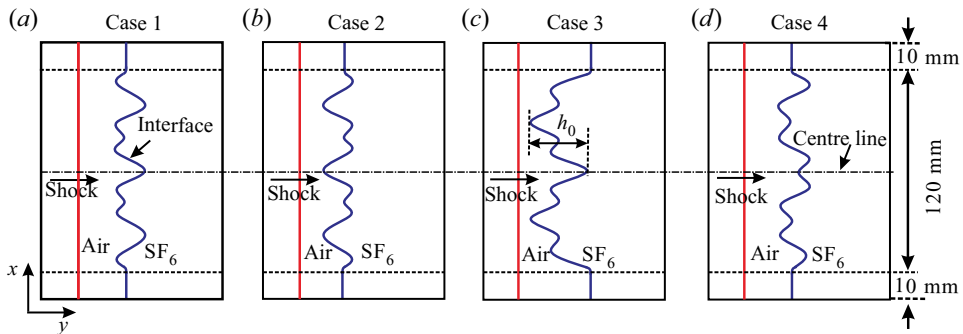 (a) Case 1
(b) Case 2
(c) Case 3
(d) Case 4
10 mm
Interface
h0
Centre line
Shock
Shock
Shock
Shock
120 mm
Air SF6
Air SF6
Air SF6
Air SF6
x
y
10 mm